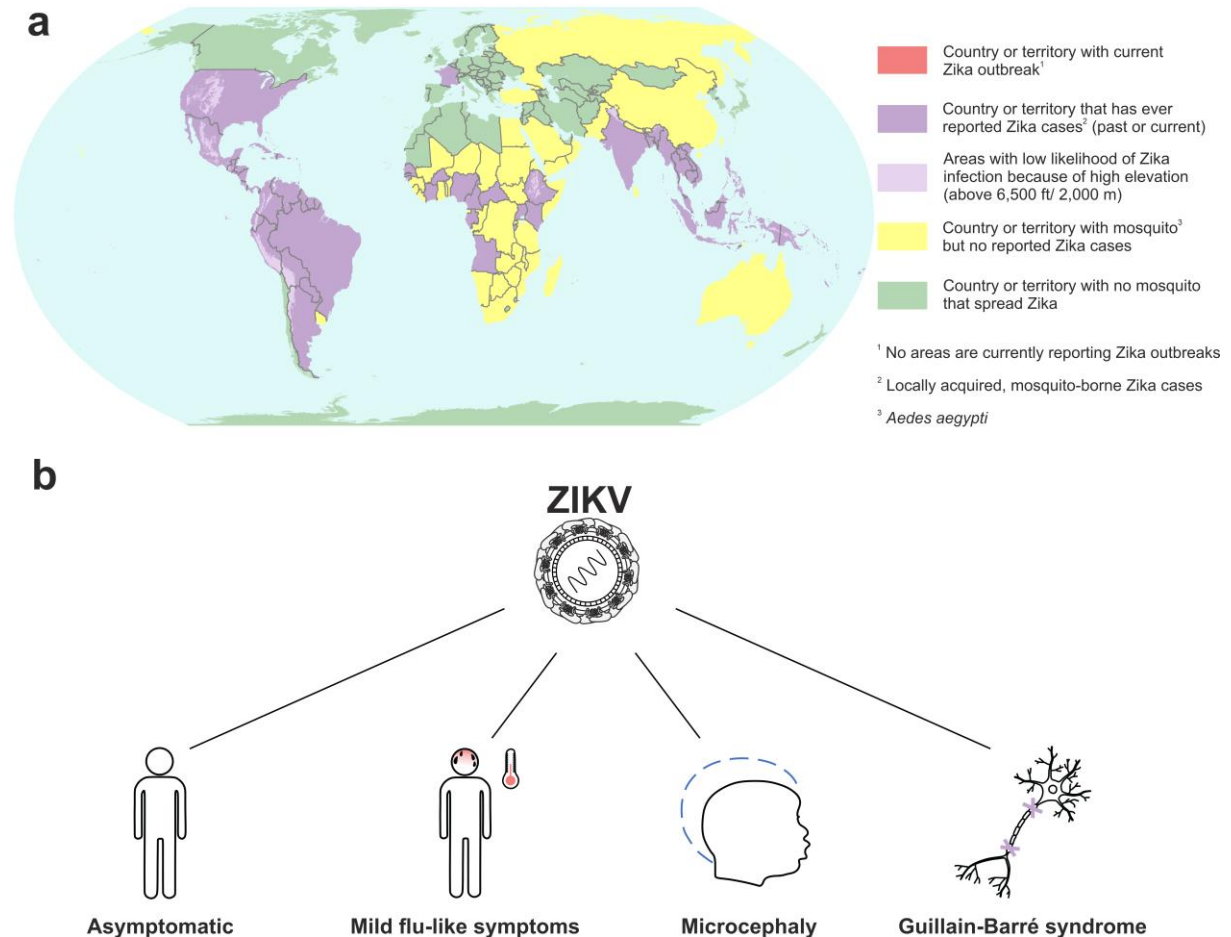 a
Country or territory with current
Zika outbreak¹
Country or territory that has ever
reported Zika cases² (past or current)
Areas with low likelihood of Zika
infection because of high elevation
(above 6,500 ft/ 2,000 m)
Country or territory with mosquito³
but no reported Zika cases
Country or territory with no mosquito
that spread Zika
¹ No areas are currently reporting Zika outbreaks
² Locally acquired, mosquito-borne Zika cases
³ Aedes aegypti
b
ZIKV
Asymptomatic
Mild flu-like symptoms
Microcephaly
Guillain-Barré syndrome